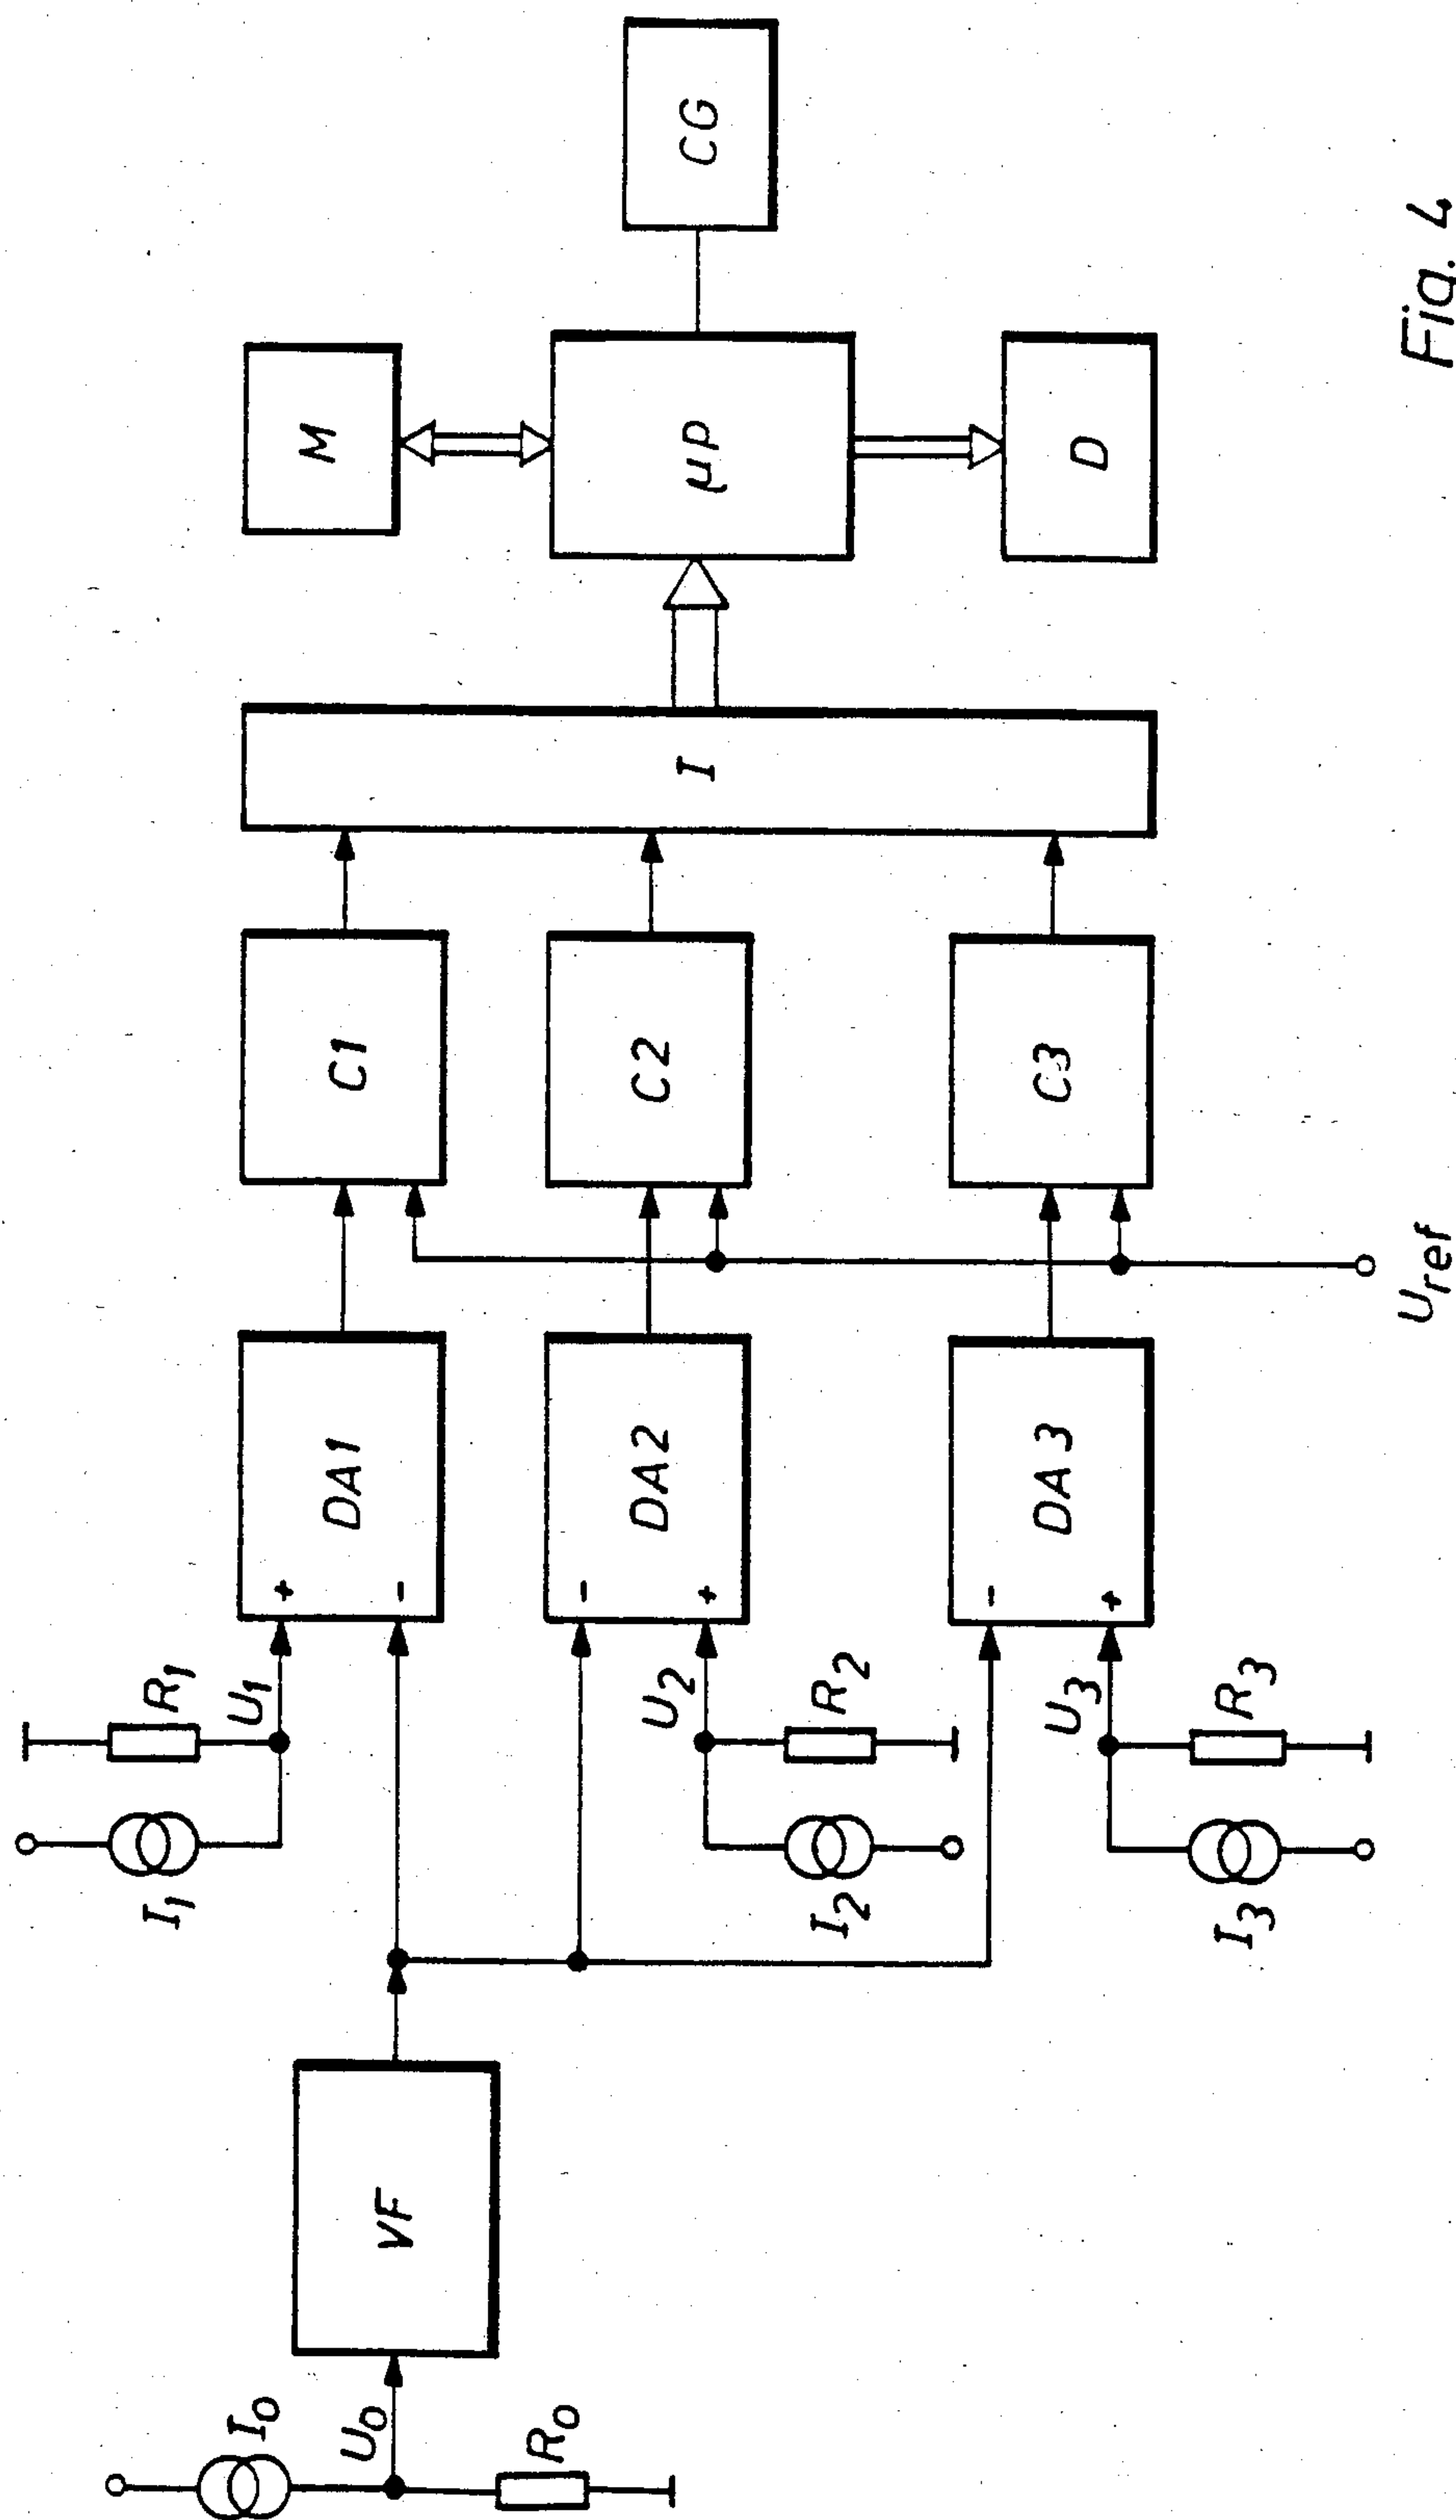 I₀
U₀
R₀
VF
I₁
R₁
U₁
I₂
U₂
R₂
I₃
U₃
R₃
+
-
DA1
-
+
DA2
-
+
DA3
U_ref
C1
C2
C3
I
M
μP
D
CG
Fig. 4